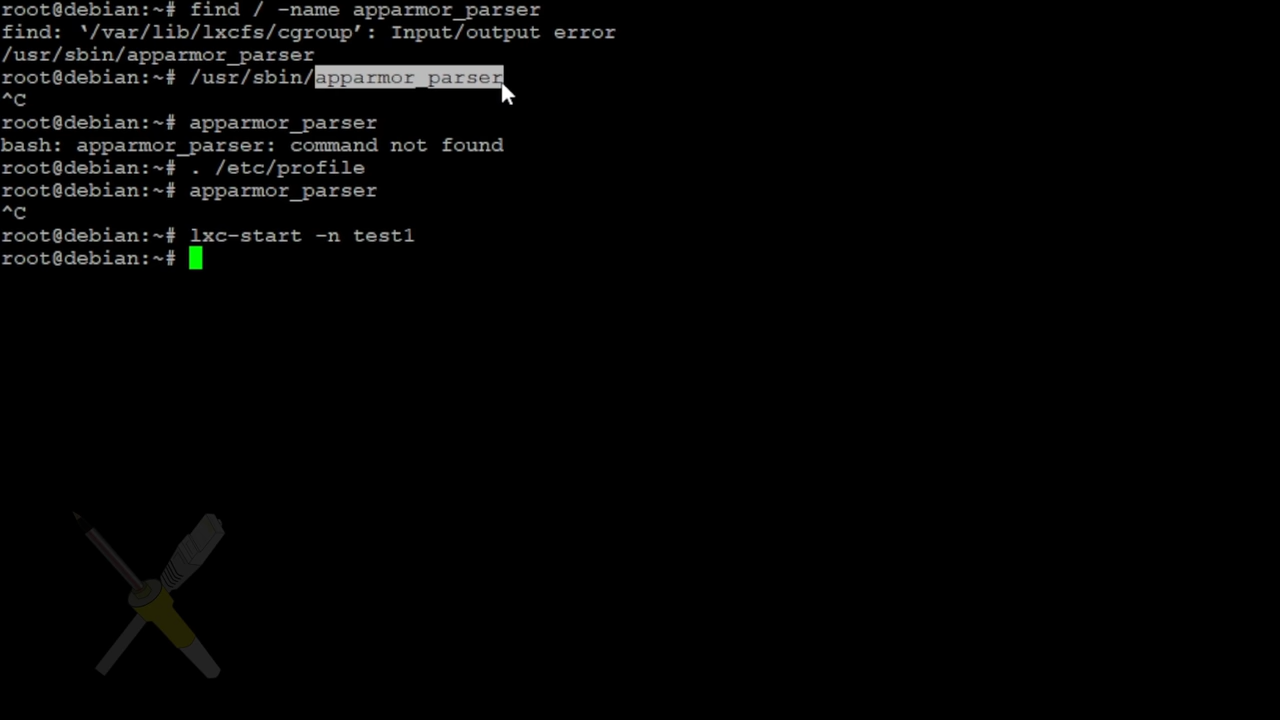 root@debian:~# find / -name apparmor_parser
find: ‘/var/lib/lxcfs/cgroup’: Input/output error
/usr/sbin/apparmor_parser
root@debian:~# /usr/sbin/apparmor_parser
^C
root@debian:~# apparmor_parser
bash: apparmor_parser: command not found
root@debian:~# . /etc/profile
root@debian:~# apparmor_parser
^C
root@debian:~# lxc-start -n test1
root@debian:~#